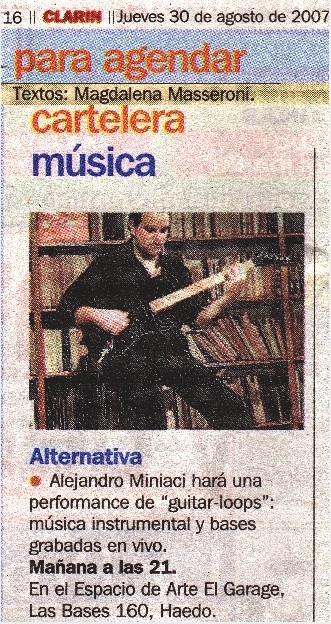 16 || CLARIN || Jueves 30 de agosto de 2007
para agendar
Textos: Magdalena Masseroni.
cartelera
música
Alternativa
● Alejandro Miniaci hará una
performance de “guitar-loops”:
música instrumental y bases
grabadas en vivo.
Mañana a las 21.
En el Espacio de Arte El Garage,
Las Bases 160, Haedo.